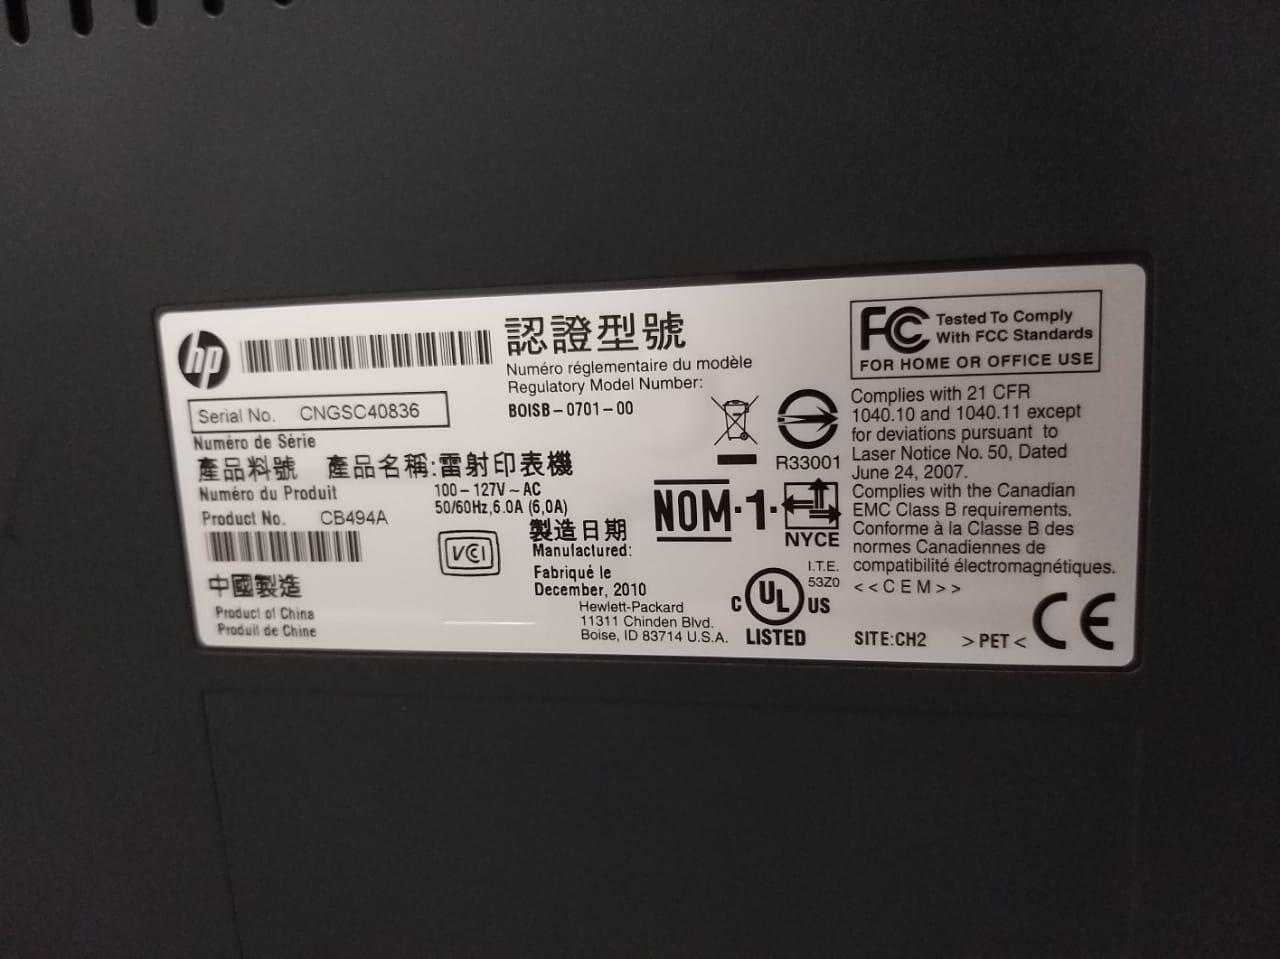 hp
認證型號
Numéro réglementaire du modèle
Regulatory Model Number:
BOISB-0701-00
Serial No. CNGSC40836
Numéro de Série
產品料號 產品名稱:雷射印表機
Numéro du Produit
100-127V~AC
50/60Hz,6.0A (6,0A)
Product No. CB494A
製造日期
Manufactured:
Fabriqué le
December, 2010
VCI
中國製造
Product of China
Produit de Chine
Hewlett-Packard
11311 Chinden Blvd.
Boise, ID 83714 U.S.A.
R33001
NOM-1-
NYCE
I.T.E.
53Z0
C UL US
LISTED
FC Tested To Comply
With FCC Standards
FOR HOME OR OFFICE USE
Complies with 21 CFR
1040.10 and 1040.11 except
for deviations pursuant to
Laser Notice No. 50, Dated
June 24, 2007.
Complies with the Canadian
EMC Class B requirements.
Conforme à la Classe B des
normes Canadiennes de
compatibilité électromagnétiques.
<<CEM>>
SITE:CH2 >PET< CE